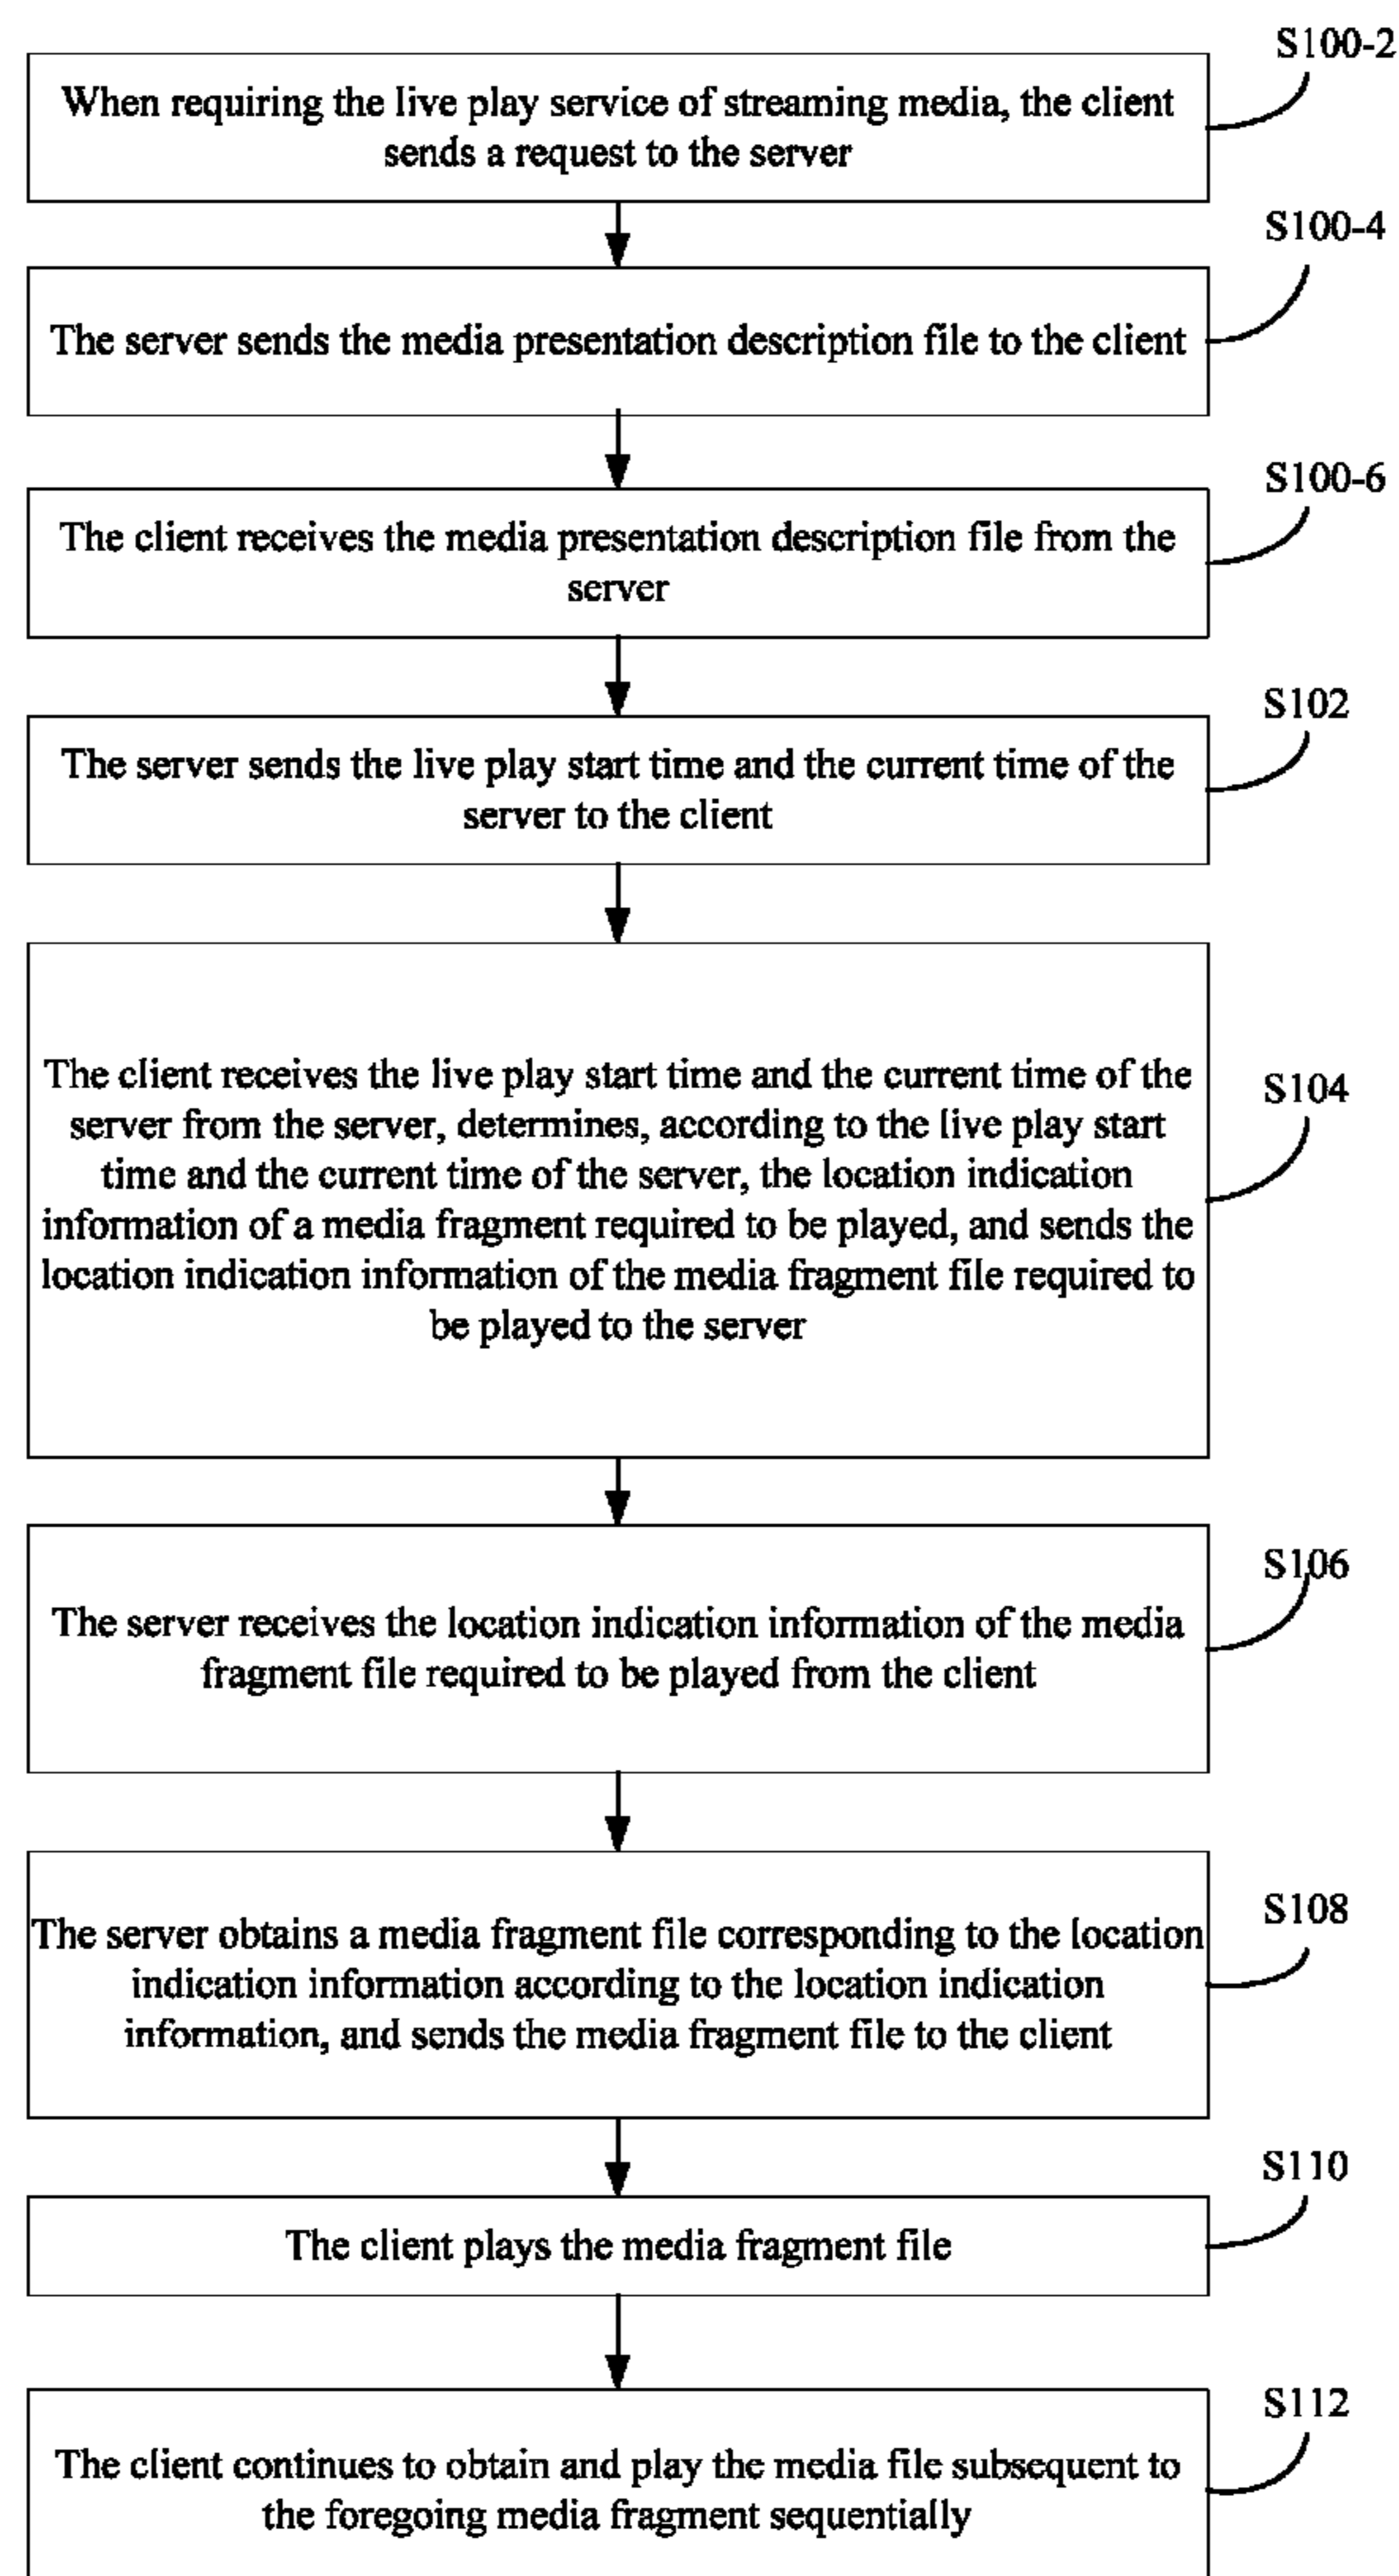 S100-2
When requiring the live play service of streaming media, the client
sends a request to the server
S100-4
The server sends the media presentation description file to the client
S100-6
The client receives the media presentation description file from the
server
S102
The server sends the live play start time and the current time of the
server to the client
S104
The client receives the live play start time and the current time of the
server from the server, determines, according to the live play start
time and the current time of the server, the location indication
information of a media fragment required to be played, and sends the
location indication information of the media fragment file required to
be played to the server
S106
The server receives the location indication information of the media
fragment file required to be played from the client
S108
The server obtains a media fragment file corresponding to the location
indication information according to the location indication
information, and sends the media fragment file to the client
S110
The client plays the media fragment file
S112
The client continues to obtain and play the media file subsequent to
the foregoing media fragment sequentially